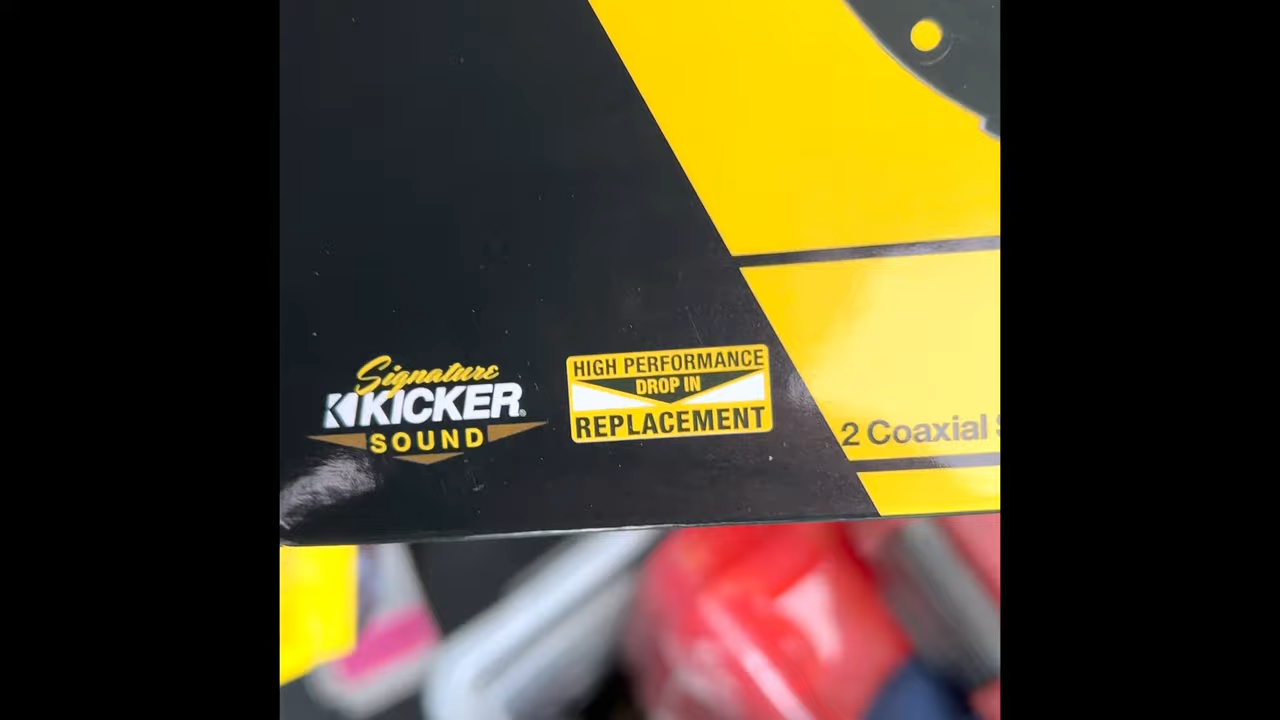 Signature
KICKER®
SOUND
HIGH PERFORMANCE
DROP IN
REPLACEMENT
2 Coaxial